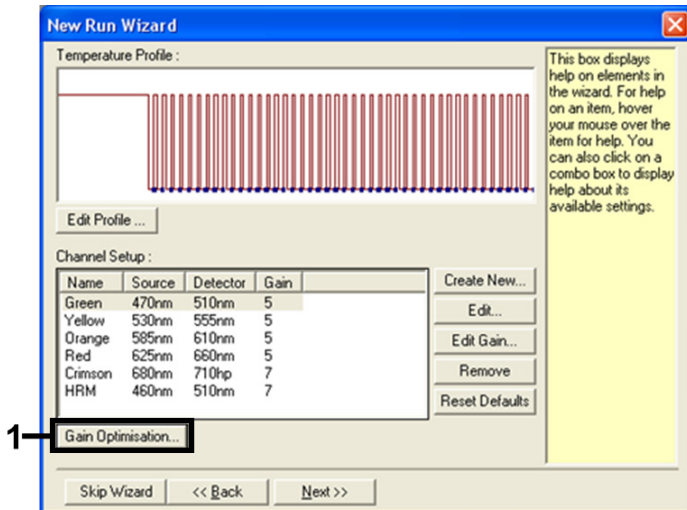 New Run Wizard
Temperature Profile :
This box displays
help on elements in
the wizard. For help
on an item, hover
your mouse over the
item for help. You
can also click on a
combo box to display
help about its
available settings.
Edit Profile ...
Channel Setup :
Name Source Detector Gain
Green 470nm 510nm 5
Yellow 530nm 555nm 5
Orange 585nm 610nm 5
Red 625nm 660nm 5
Crimson 680nm 710hp 7
HRM 460nm 510nm 7
Create New...
Edit...
Edit Gain...
Remove
Reset Defaults
1
Gain Optimisation...
Skip Wizard << Back Next >>